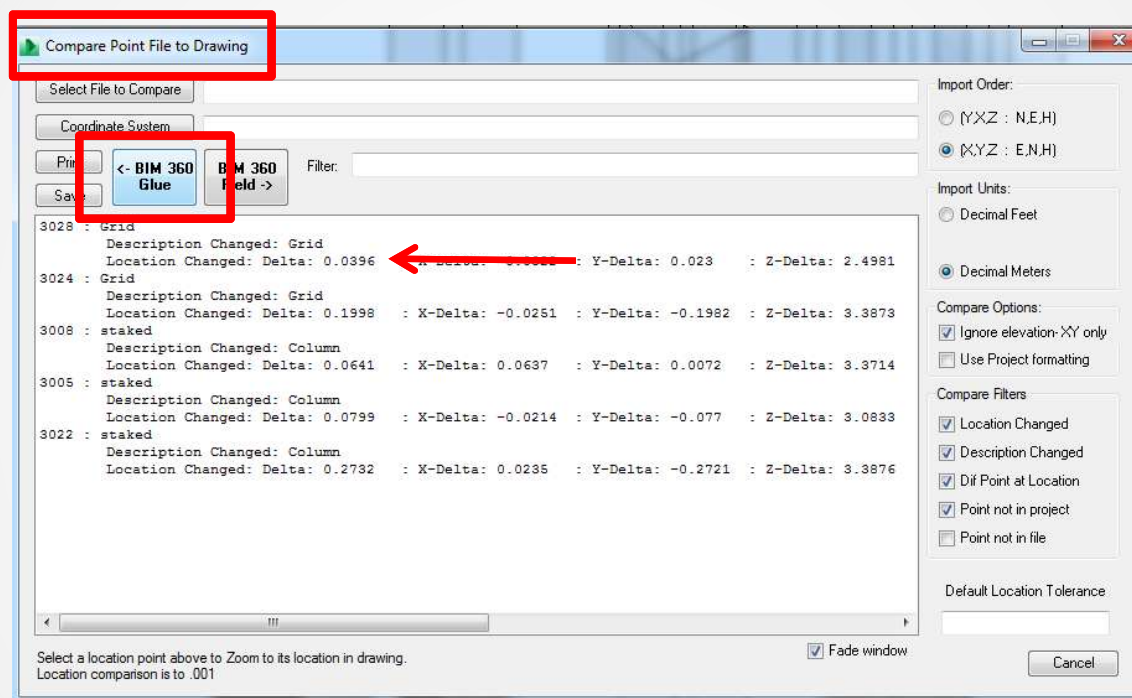 Compare Point File to Drawing
Select File to Compare
Coordinate System
Print
Save
<- BIM 360
Glue
BIM 360
Field ->
Filter:
3028 : Grid
Description Changed: Grid
Location Changed: Delta: 0.0396 : Y-Delta: 0.023 : Z-Delta: 2.4981
3024 : Grid
Description Changed: Grid
Location Changed: Delta: 0.1998 : X-Delta: -0.0251 : Y-Delta: -0.1982 : Z-Delta: 3.3873
3008 : staked
Description Changed: Column
Location Changed: Delta: 0.0641 : X-Delta: 0.0637 : Y-Delta: 0.0072 : Z-Delta: 3.3714
3005 : staked
Description Changed: Column
Location Changed: Delta: 0.0799 : X-Delta: -0.0214 : Y-Delta: -0.077 : Z-Delta: 3.0833
3022 : staked
Description Changed: Column
Location Changed: Delta: 0.2732 : X-Delta: 0.0235 : Y-Delta: -0.2721 : Z-Delta: 3.3876
Select a location point above to Zoom to its location in drawing.
Location comparison is to .001
Fade window
Import Order:
(Y,X,Z : N,E,H)
(X,Y,Z : E,N,H)
Import Units:
Decimal Feet
Decimal Meters
Compare Options:
Ignore elevation- XY only
Use Project formatting
Compare Filters
Location Changed
Description Changed
Dif Point at Location
Point not in project
Point not in file
Default Location Tolerance
Cancel